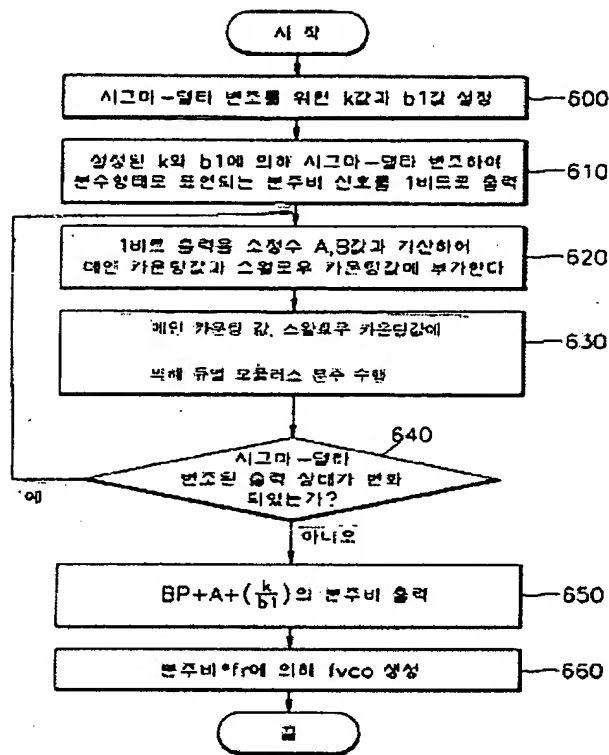 시 작
시그마-델타 변조를 위한 k값과 b1값 설정
600
설정된 k와 b1에 의해 시그마-델타 변조하여
분수형태로 표현되는 분주비 신호를 1비트로 출력
610
1비트 출력을 소정수 A,B값과 가산하여
메인 카운팅값과 스왈로우 카운팅값에 부가한다
620
메인 카운팅 값, 스왈로우 카운팅값에
의해 듀얼 모듈러스 분주 수행
630
640
시그마-델타
변조된 출력 상태가 변화
되었는가?
예
아니요
BP+A+(k/b1)의 분주비 출력
650
분주비*fr에 의해 fvco 생성
660
끝